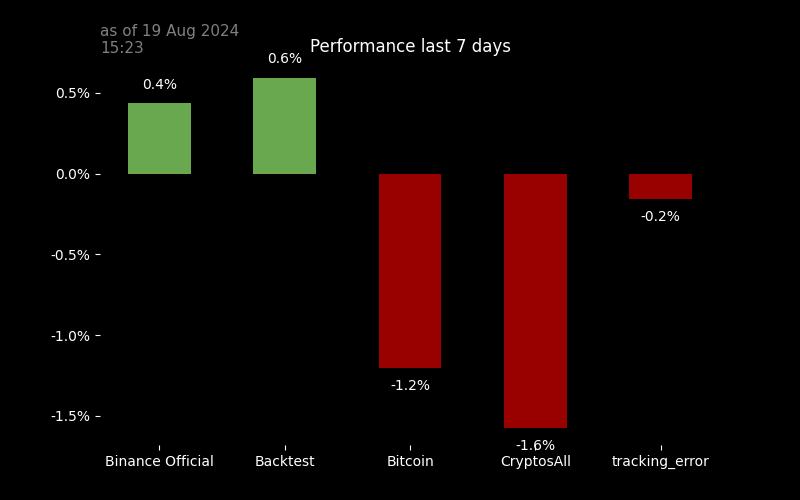 as of 19 Aug 2024
15:23
Performance last 7 days
0.6%
0.4%
0.5%
0.0%
-0.5%
-1.0%
-1.5%
-0.2%
-1.2%
-1.6%
Binance Official
Backtest
Bitcoin
CryptosAll
tracking_error